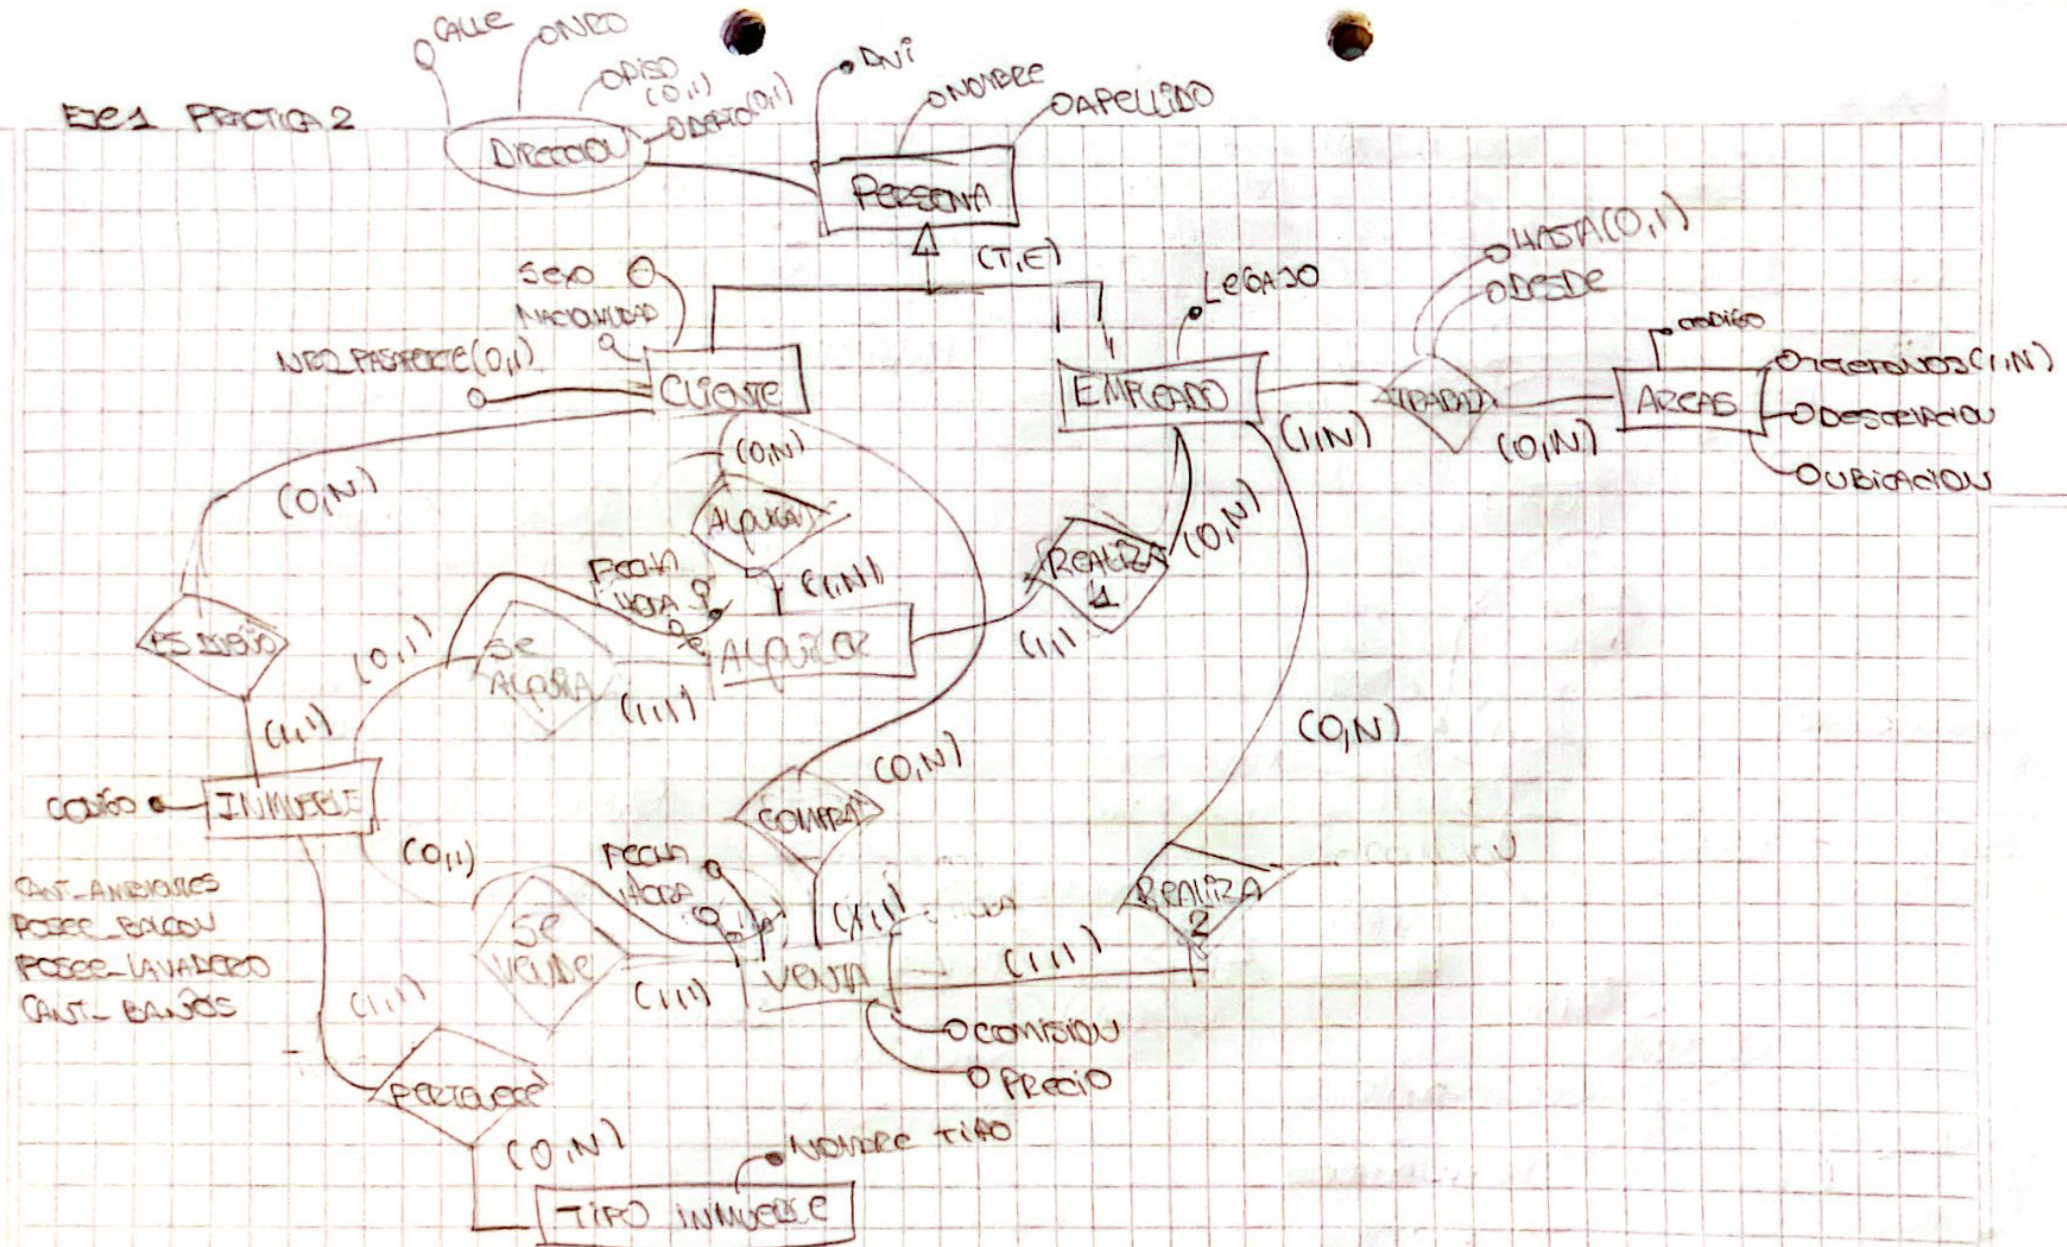 EJE1 PRACTICA 2
CALLE
NRO
PISO
(0,1)
DEPTO(0,1)
DIRECCION
DNI
NOMBRE
APELLIDO
PERSONA
(T,E)
SEXO
NACIONALIDAD
NRO_PASAPORTE(0,1)
CLIENTE
LEGAJO
EMPLEADO
HASTA(0,1)
DESDE
TRABAJA
(1,N)
(0,N)
CODIGO
AREAS
TELEFONOS(1,N)
DESCRIPCION
UBICACION
(0,N)
(0,N)
ALQUILA
(1,N)
FECHA
HORA
ALQUILER
REALIZA
1
(0,N)
(1,1)
ES DUEÑO
(1,1)
(0,1)
SE
ALQUILA
(1,1)
CODIGO
INMUEBLE
CANT_AMBIENTES
POSEE_BALCON
POSEE_LAVADERO
CANT_BAÑOS
(0,N)
COMPRA
(1,1)
(0,N)
REALIZA
2
(1,1)
(0,1)
SE
VENDE
(1,1)
FECHA
HORA
VENTA
COMISION
PRECIO
(1,1)
PERTENECE
(0,N)
NOMBRE TIPO
TIPO INMUEBLE